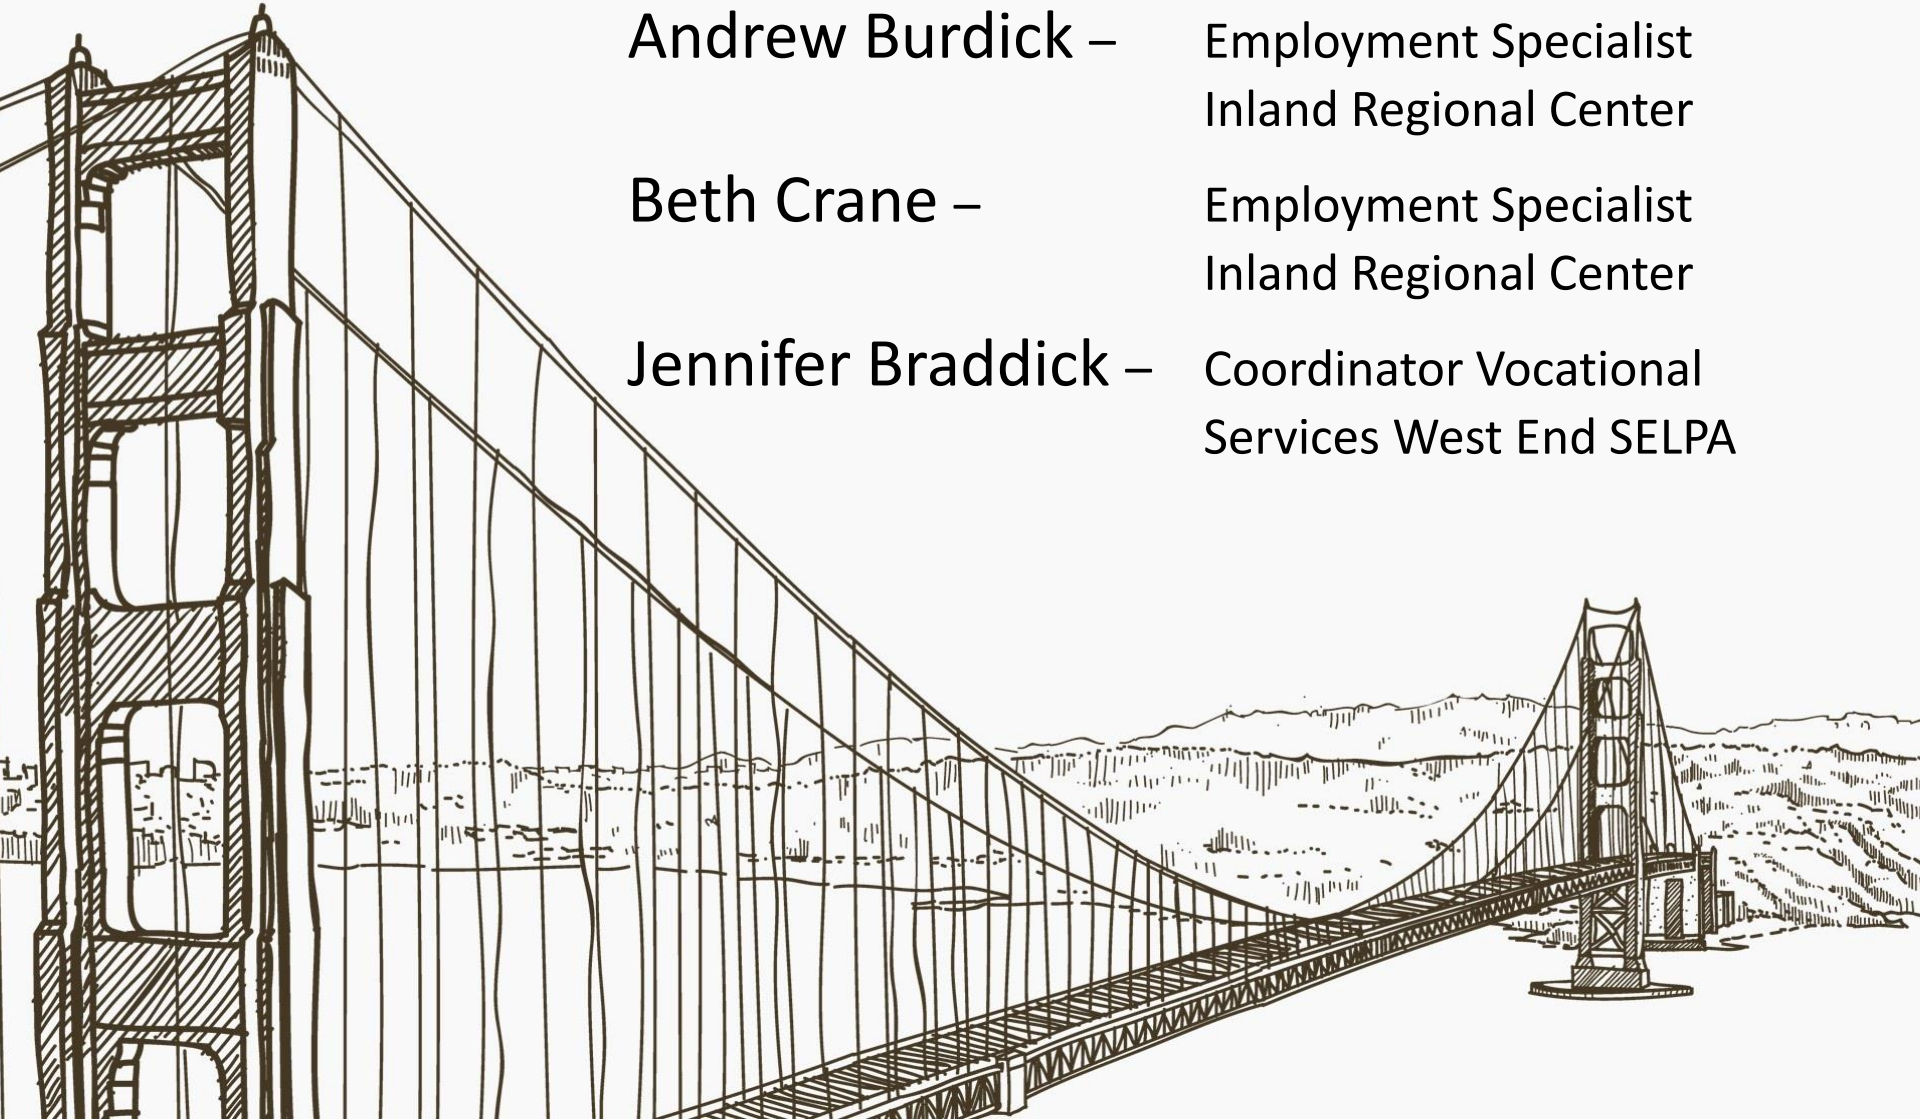 Andrew Burdick – Employment Specialist
Inland Regional Center
Beth Crane – Employment Specialist
Inland Regional Center
Jennifer Braddick – Coordinator Vocational
Services West End SELPA